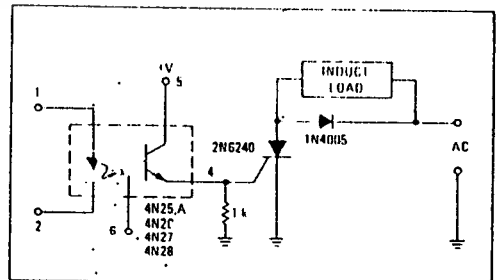 +V
5
INDUCT
LOAD
1
1N4005
2N6240
AC
4
4N25,A
1 k
4N26
2
6
4N27
4N28